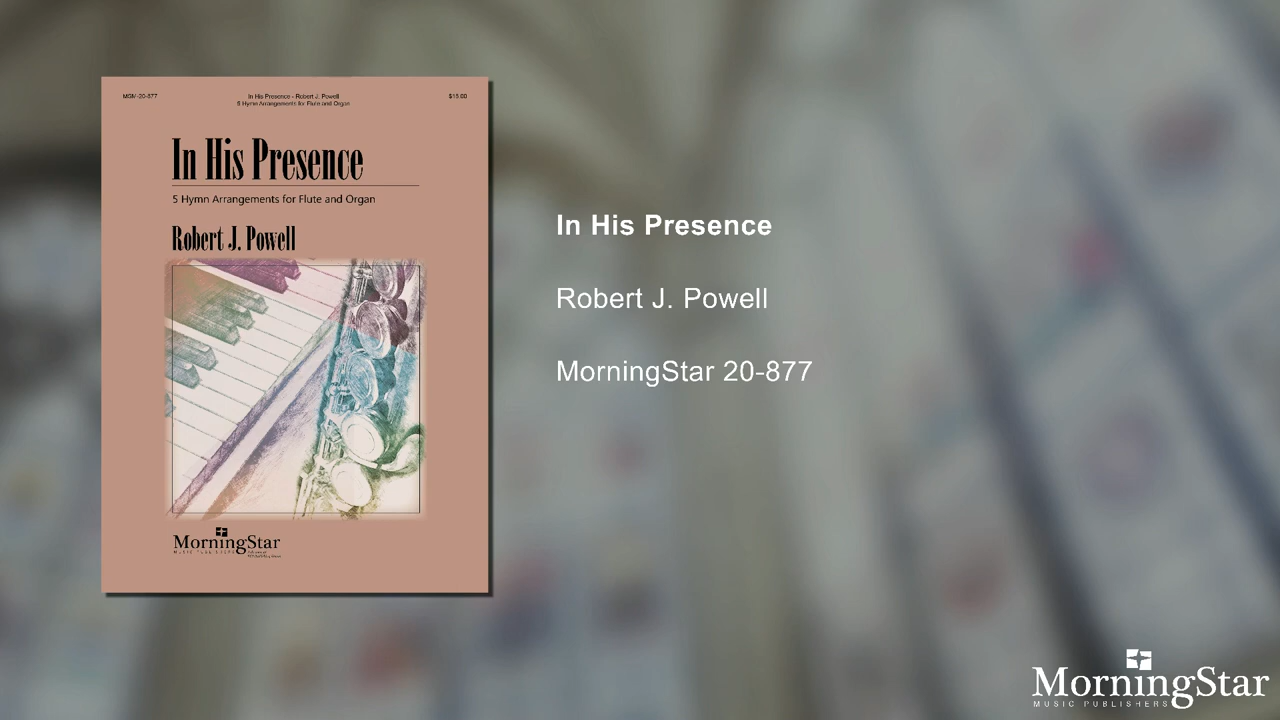 MSM-20-877
In His Presence - Robert J. Powell
$15.00
5 Hymn Arrangements for Flute and Organ
In His Presence
5 Hymn Arrangements for Flute and Organ
Robert J. Powell
MorningStar
MUSIC PUBLISHERS
In His Presence
Robert J. Powell
MorningStar 20-877
MorningStar
MUSIC PUBLISHERS